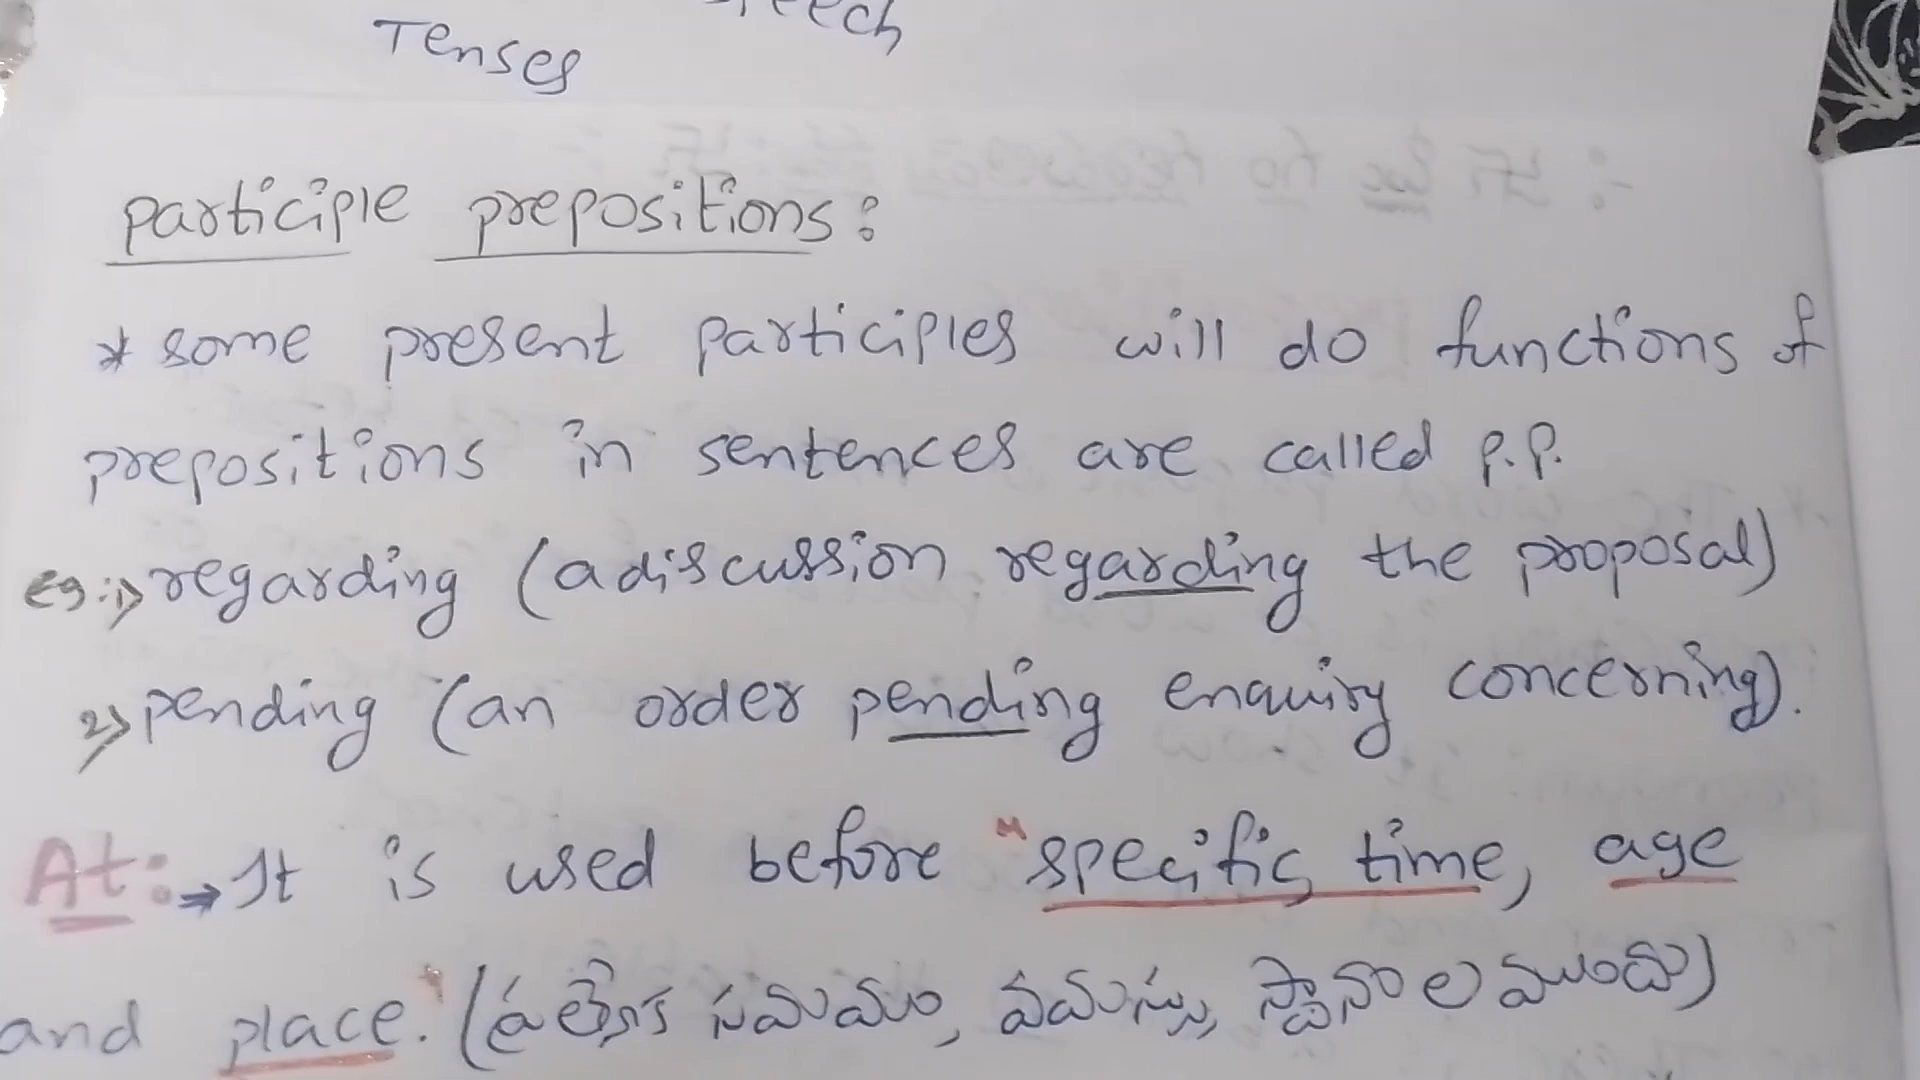 Tenses
participle prepositions:
* some present participles will do functions of
prepositions in sentences are called p.p.
eg:1) regarding (a discussion regarding the proposal)
2) pending (an order pending enquiry concerning).
At:→ It is used before "specific time, age
and place." (ప్రత్యేక సమయం, వయస్సు, స్థానాల ముందు)